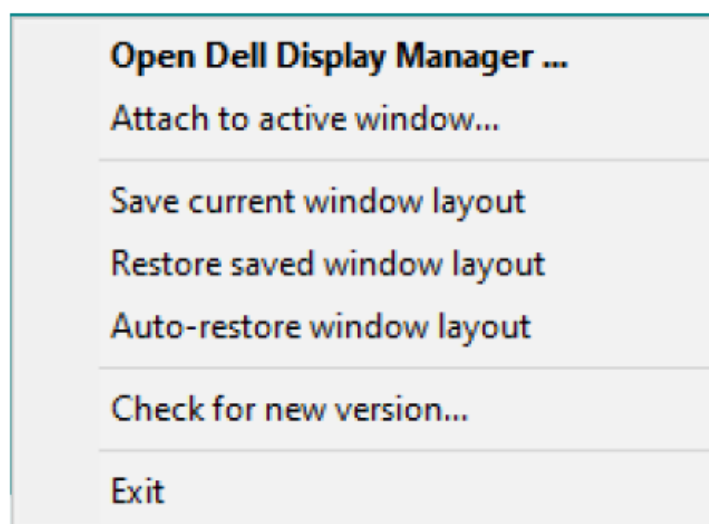 Open Dell Display Manager ...
Attach to active window...
Save current window layout
Restore saved window layout
Auto-restore window layout
Check for new version...
Exit